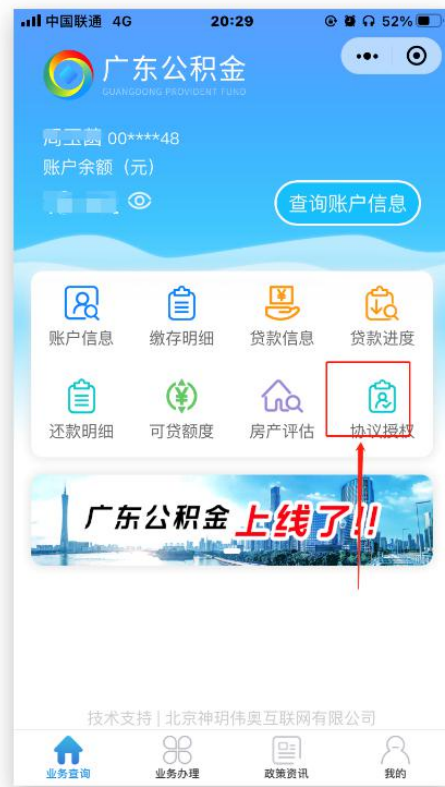 中国联通 4G 20:29 52%
广东公积金
GUANGDONG PROVIDENT FUND
00****48
账户余额（元）
查询账户信息
账户信息 缴存明细 贷款信息 贷款进度
还款明细 可贷额度 房产评估 协议授权
广东公积金 上线了!!
技术支持 | 北京神玥伟奥互联网有限公司
业务查询 业务办理 政策资讯 我的